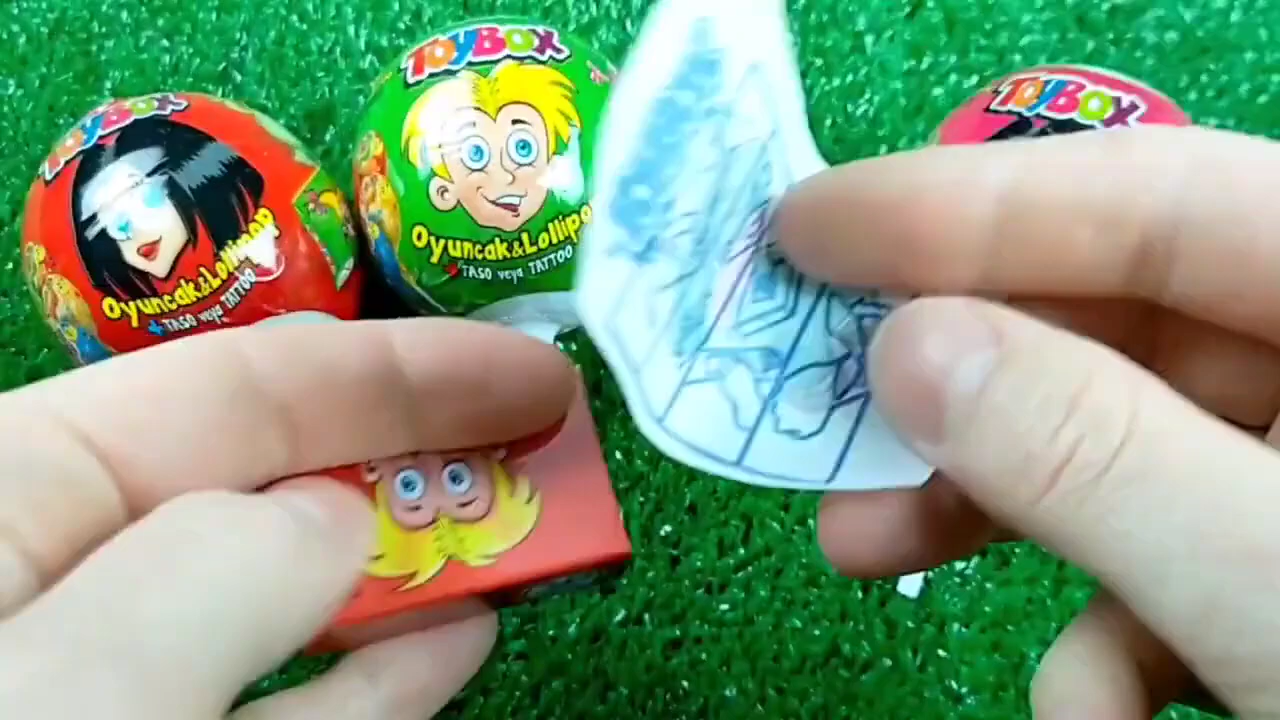 TOYBOX
Oyuncak&Lollipop
+ TASO veya TATTOO
TOYBOX
Oyuncak&Lollipo
+ TASO veya TATTOO
TOYBOX